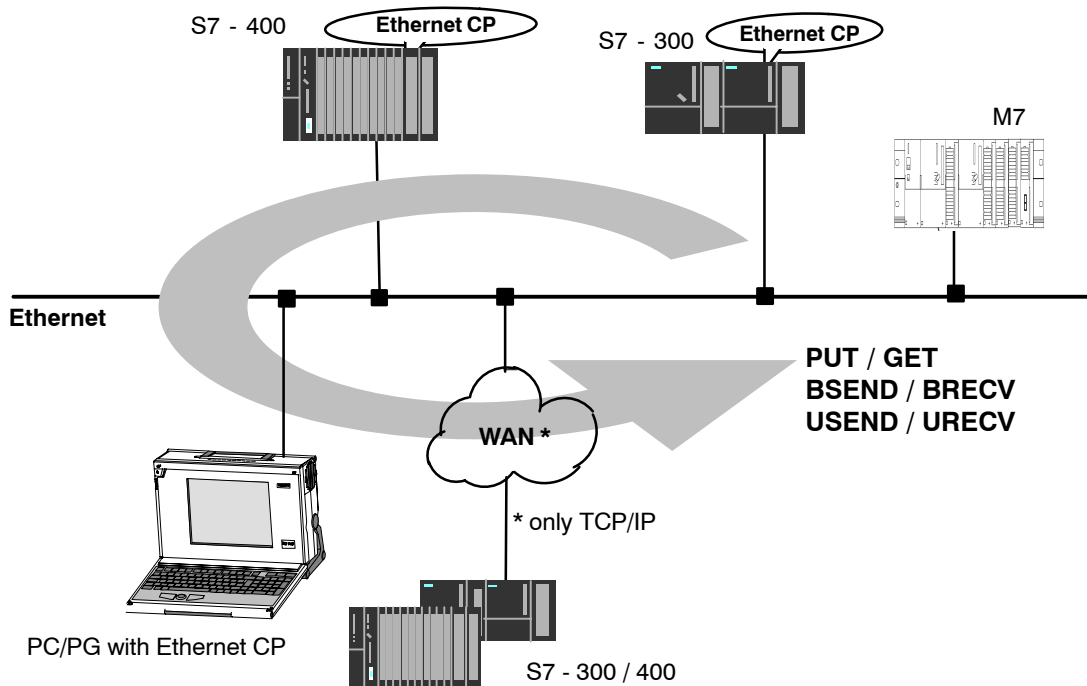 S7 - 400
Ethernet CP
S7 - 300
Ethernet CP
M7
Ethernet
PUT / GET
BSEND / BRECV
USEND / URECV
WAN *
* only TCP/IP
PC/PG with Ethernet CP
S7 - 300 / 400